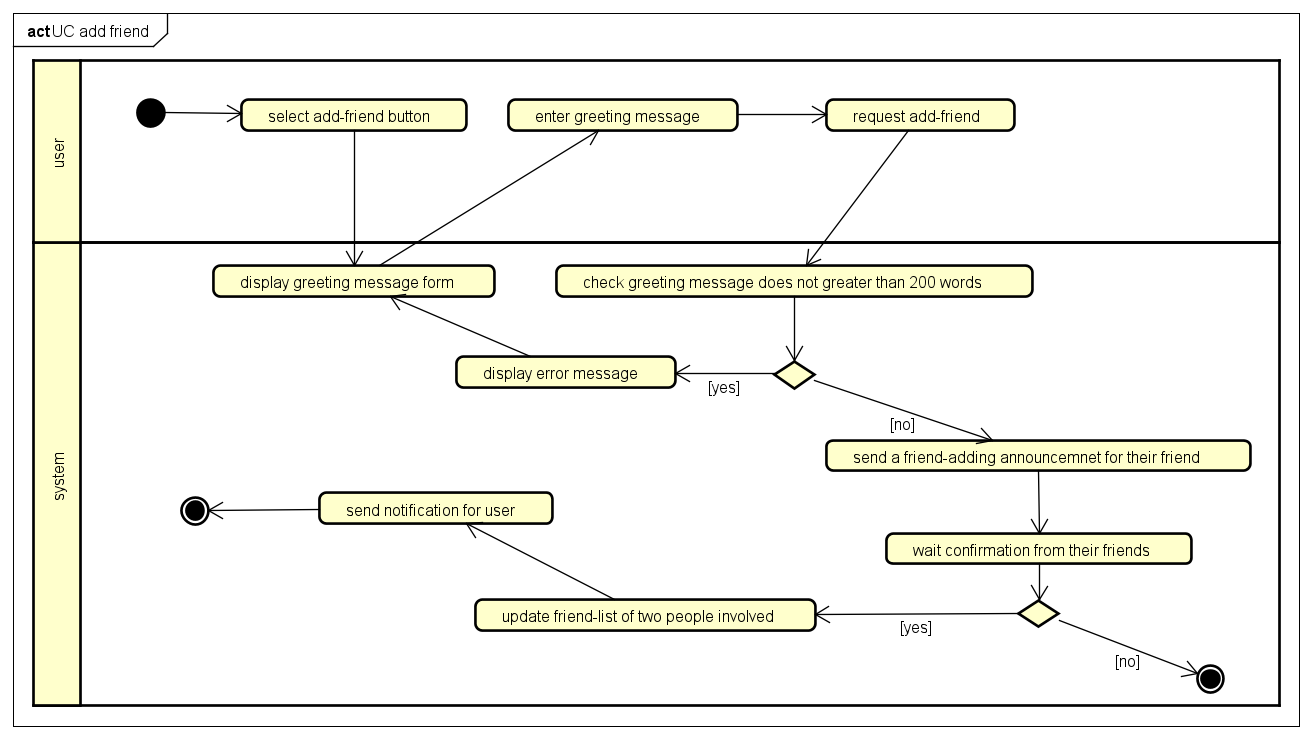 act UC add friend
user
select add-friend button
enter greeting message
request add-friend
system
display greeting message form
check greeting message does not greater than 200 words
display error message
[yes]
[no]
send a friend-adding announcemnet for their friend
send notification for user
wait confirmation from their friends
update friend-list of two people involved
[yes]
[no]